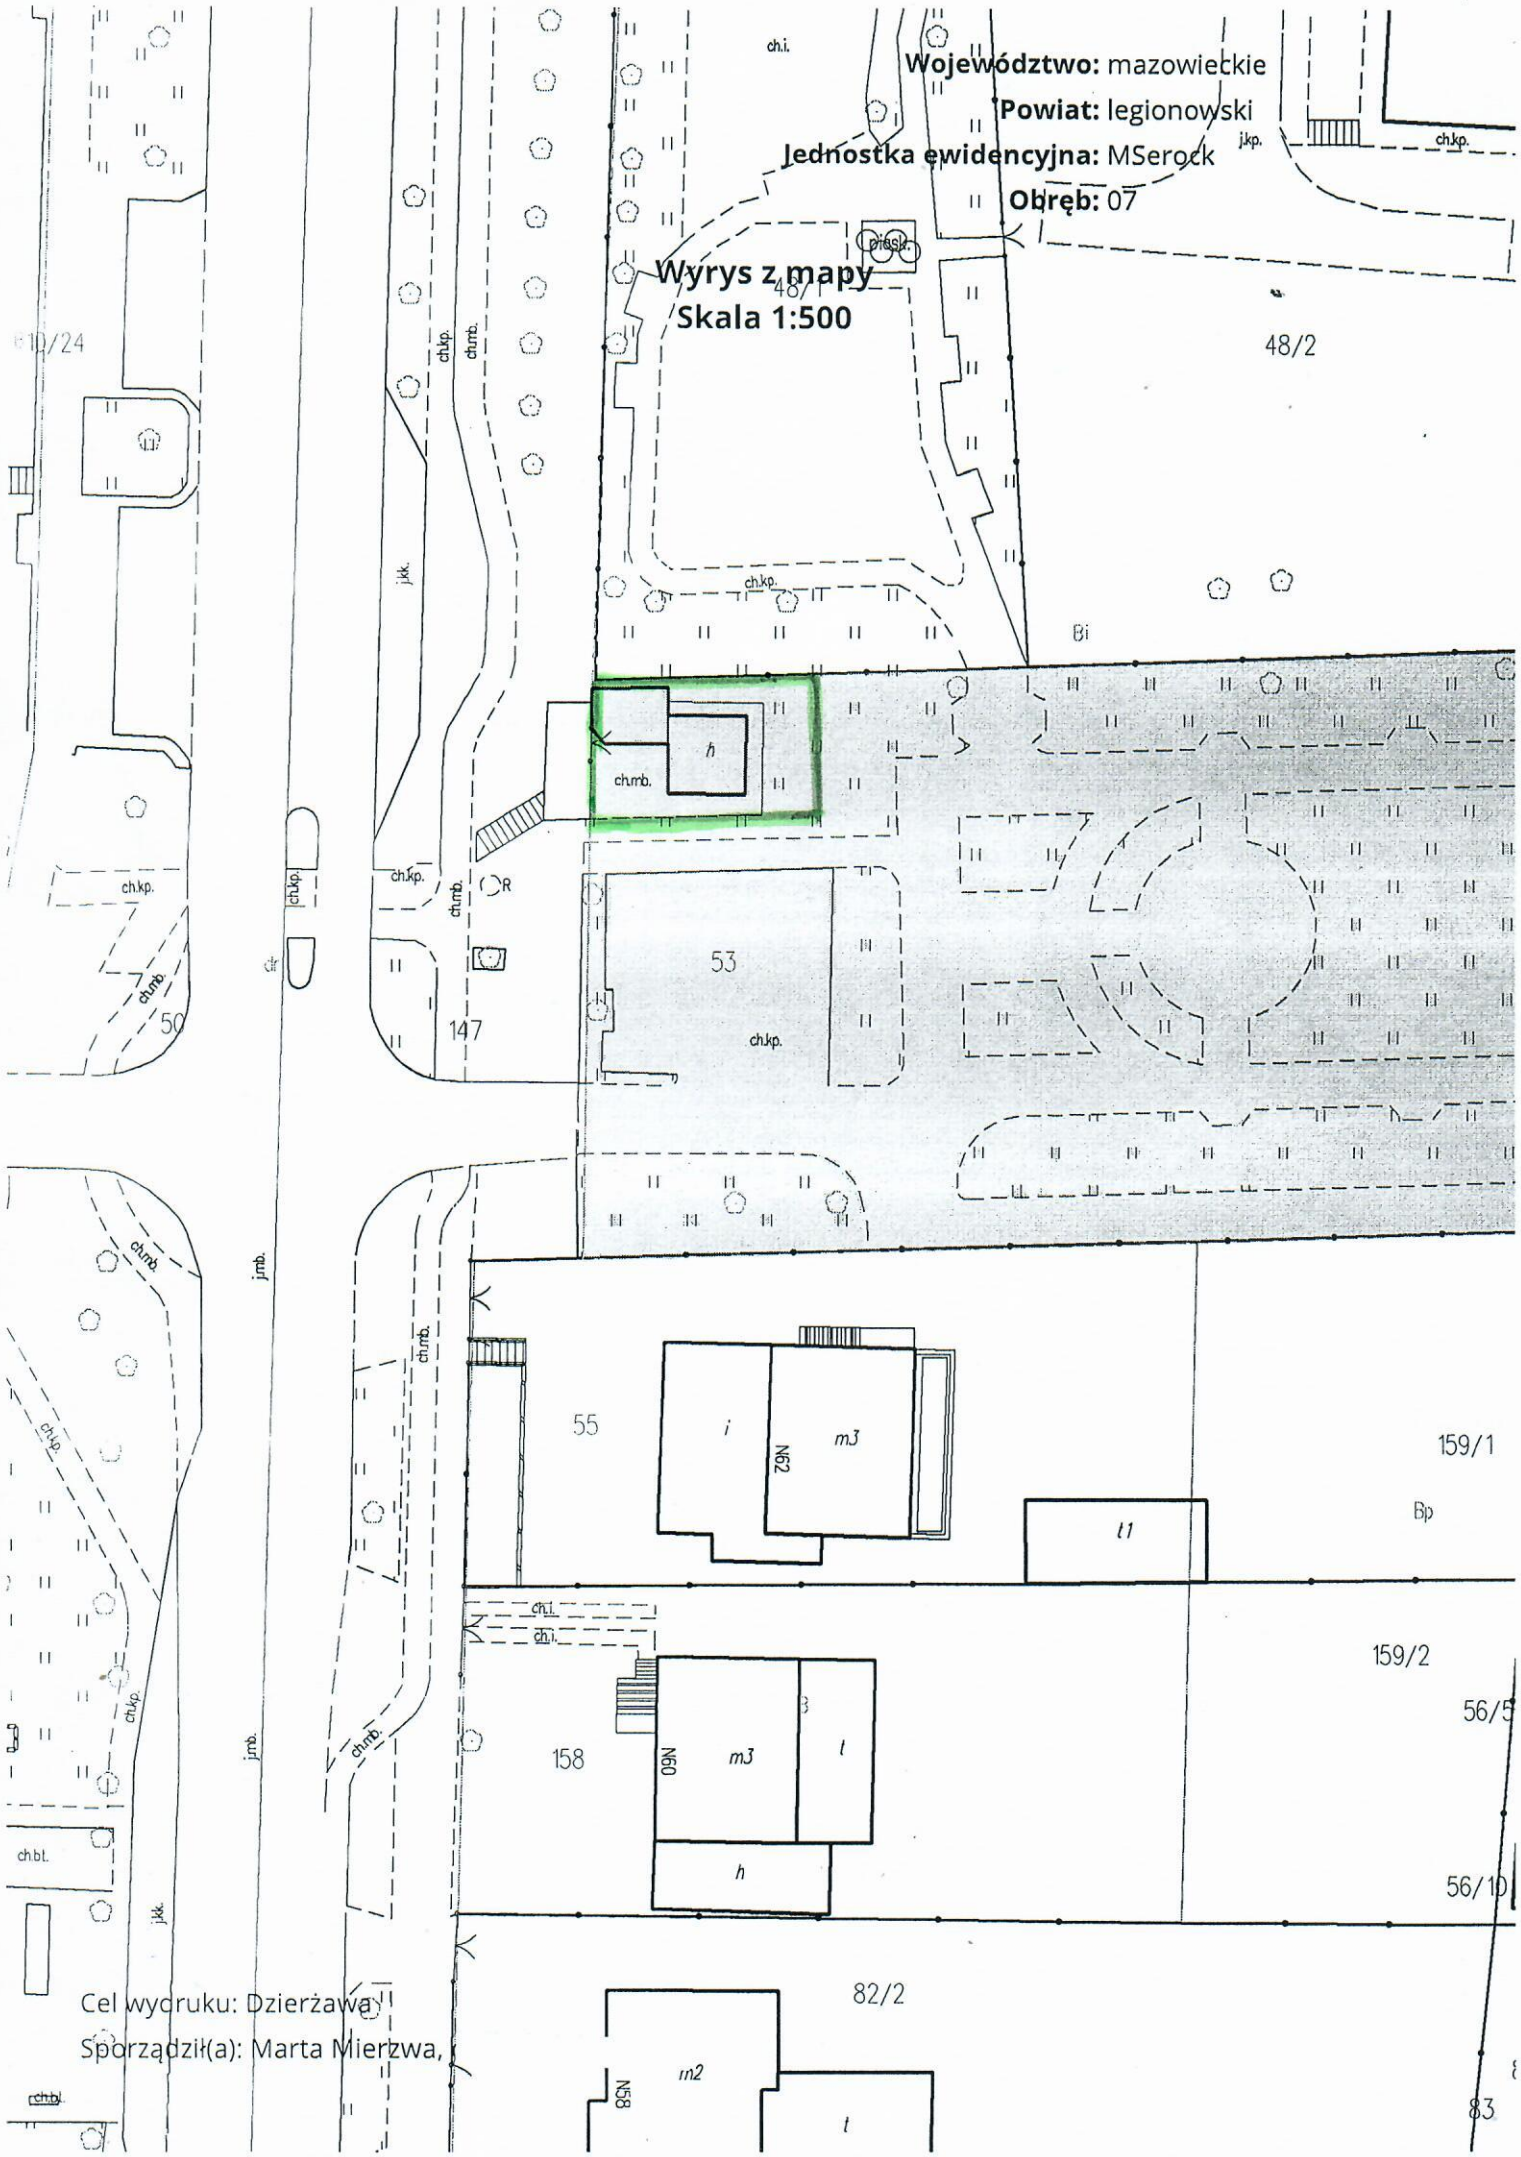 ch.i.
Województwo: mazowieckie
Powiat: legionowski
j.kp.
ch.kp.
Jednostka ewidencyjna: MSerock
Obręb: 07
piask.
Wyrys z mapy
48/1
Skala 1:500
ch.kp.
ch.mb.
48/2
j.kk.
ch.kp.
Bi
h
ch.mb.
ch.kp.
ch.kp.
ch.kp.
ch.mb.
R
53
ch.mb.
50
147
ch.kp.
ch.mb.
j.mb.
ch.mb.
55
i
m3
N62
159/1
ch.kp.
Bp
t1
ch.i.
ch.i.
159/2
ch.kp.
56/5
j.mb.
ch.mb.
158
N60
m3
t
ch.bt.
h
56/10
j.kk.
82/2
Cel wydruku: Dzierżawa
Sporządził(a): Marta Mierzwa,
m2
N58
ch.bl.
t
83